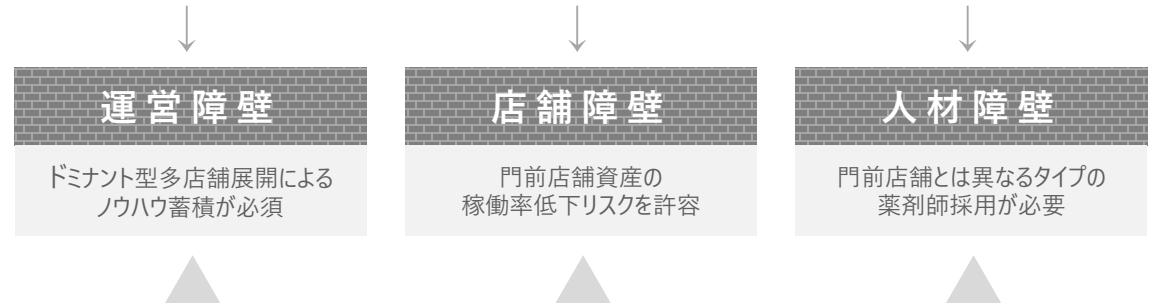 運営障壁
ドミナント型多店舗展開による
ノウハウ蓄積が必須
店舗障壁
門前店舗資産の
稼働率低下リスクを許容
人材障壁
門前店舗とは異なるタイプの
薬剤師採用が必要